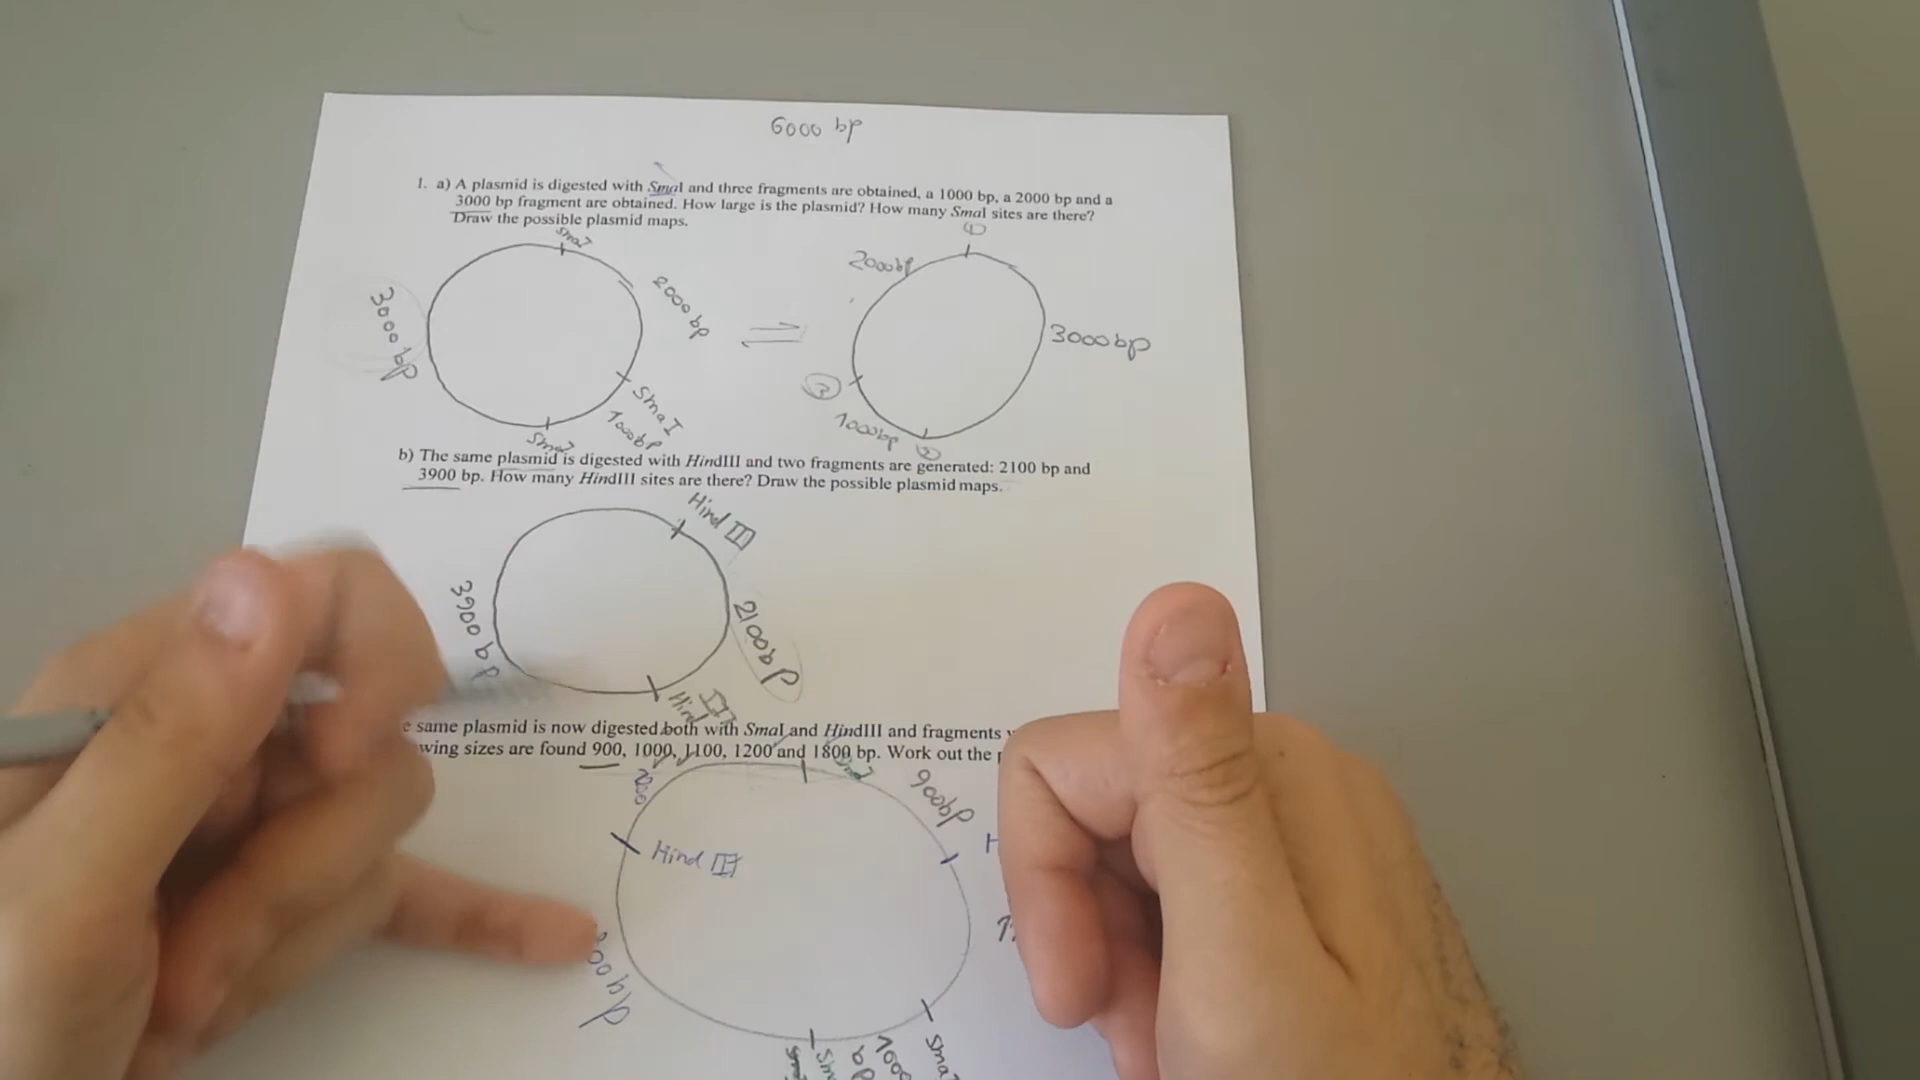 6000 bp
1. a) A plasmid is digested with SmaI and three fragments are obtained, a 1000 bp, a 2000 bp and a
3000 bp fragment are obtained. How large is the plasmid? How many SmaI sites are there?
Draw the possible plasmid maps.
SmaI
2000 bp
3000 bp
SmaI
1000bp
SmaI
1
2000bp
3000bp
1000bp
b) The same plasmid is digested with HindIII and two fragments are generated: 2100 bp and
3900 bp. How many HindIII sites are there? Draw the possible plasmid maps.
Hind III
3900 bp
2100bp
Hind III
same plasmid is now digested both with SmaI and HindIII and fragments
wing sizes are found 900, 1000, 1100, 1200 and 1800 bp. Work out the
900bp
Hind III
1000
bp
SmaI